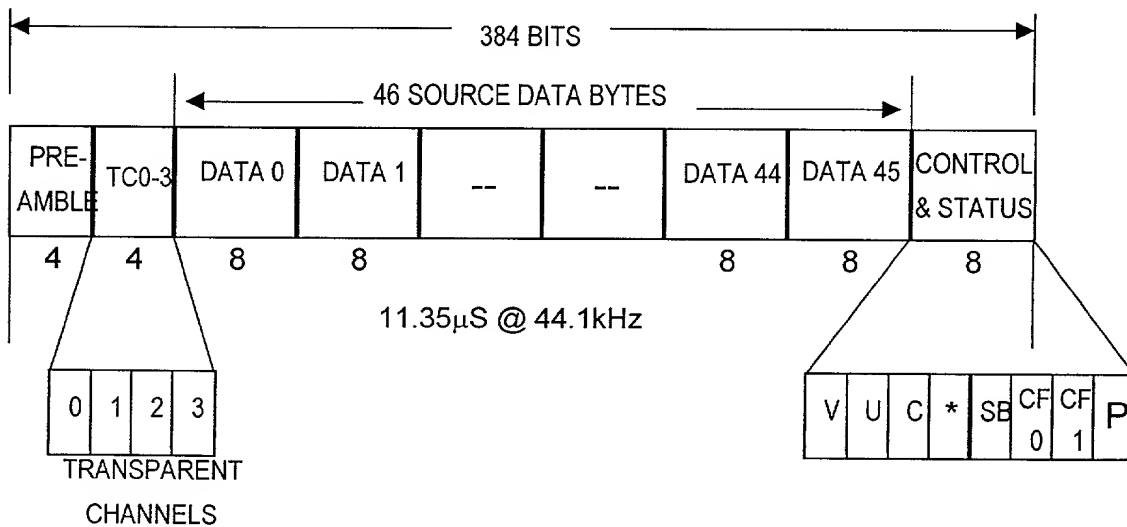 384 BITS
46 SOURCE DATA BYTES
PRE-
AMBLE
TC0-3
DATA 0
DATA 1
--
--
DATA 44
DATA 45
CONTROL
& STATUS
4
4
8
8
8
8
8
11.35µS @ 44.1kHz
0
1
2
3
TRANSPARENT
CHANNELS
V
U
C
*
SB
CF
0
CF
1
P